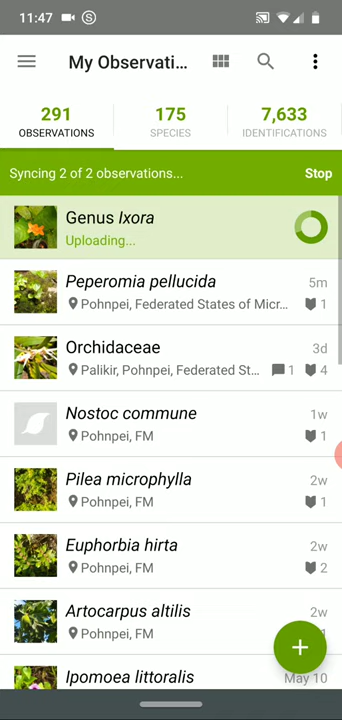 11:47
My Observati...
291 175 7,633
OBSERVATIONS SPECIES IDENTIFICATIONS
Syncing 2 of 2 observations... Stop
Genus Ixora
Uploading...
Peperomia pellucida 5m
Pohnpei, Federated States of Micr... 1
Orchidaceae 3d
Palikir, Pohnpei, Federated St... 1 4
Nostoc commune 1w
Pohnpei, FM 1
Pilea microphylla 2w
Pohnpei, FM 1
Euphorbia hirta 2w
Pohnpei, FM 2
Artocarpus altilis 2w
Pohnpei, FM
Ipomoea littoralis May 10